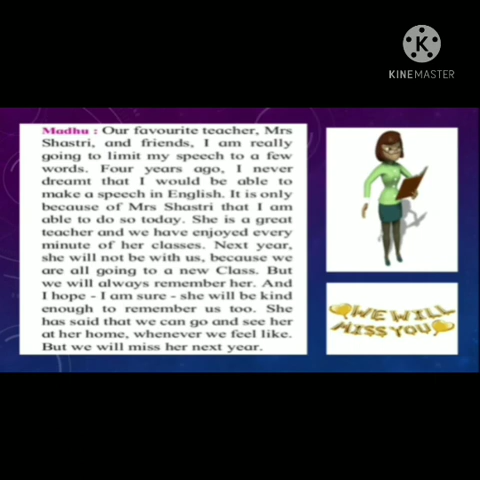 K
KINEMASTER
Madhu : Our favourite teacher, Mrs
Shastri, and friends, I am really
going to limit my speech to a few
words. Four years ago, I never
dreamt that I would be able to
make a speech in English. It is only
because of Mrs Shastri that I am
able to do so today. She is a great
teacher and we have enjoyed every
minute of her classes. Next year,
she will not be with us, because we
are all going to a new Class. But
we will always remember her. And
I hope - I am sure - she will be kind
enough to remember us too. She
has said that we can go and see her
at her home, whenever we feel like.
But we will miss her next year.
WE WILL
MISS YOU